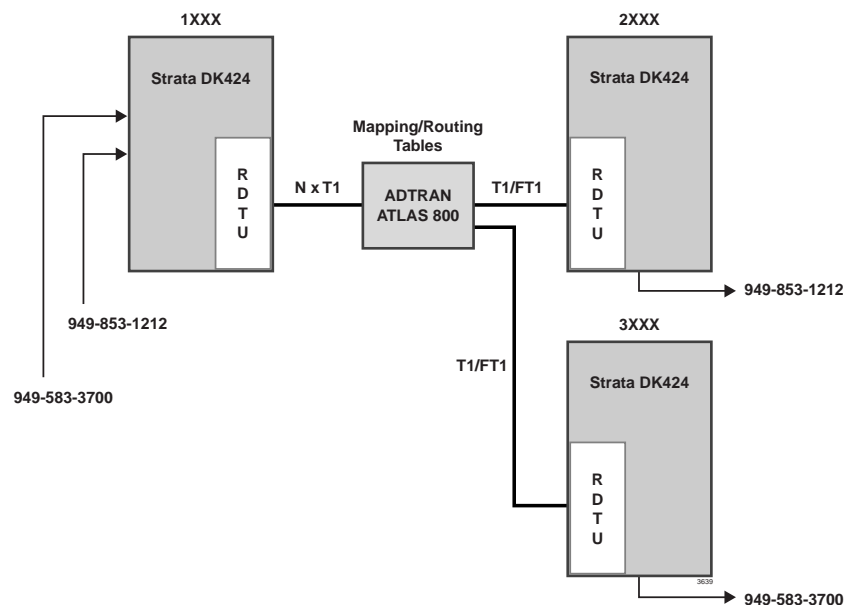 1XXX
2XXX
Strata DK424
Strata DK424
Mapping/Routing
Tables
R
D
T
U
N x T1
ADTRAN
ATLAS 800
T1/FT1
R
D
T
U
949-853-1212
949-853-1212
3XXX
T1/FT1
Strata DK424
949-583-3700
R
D
T
U
3639
949-583-3700